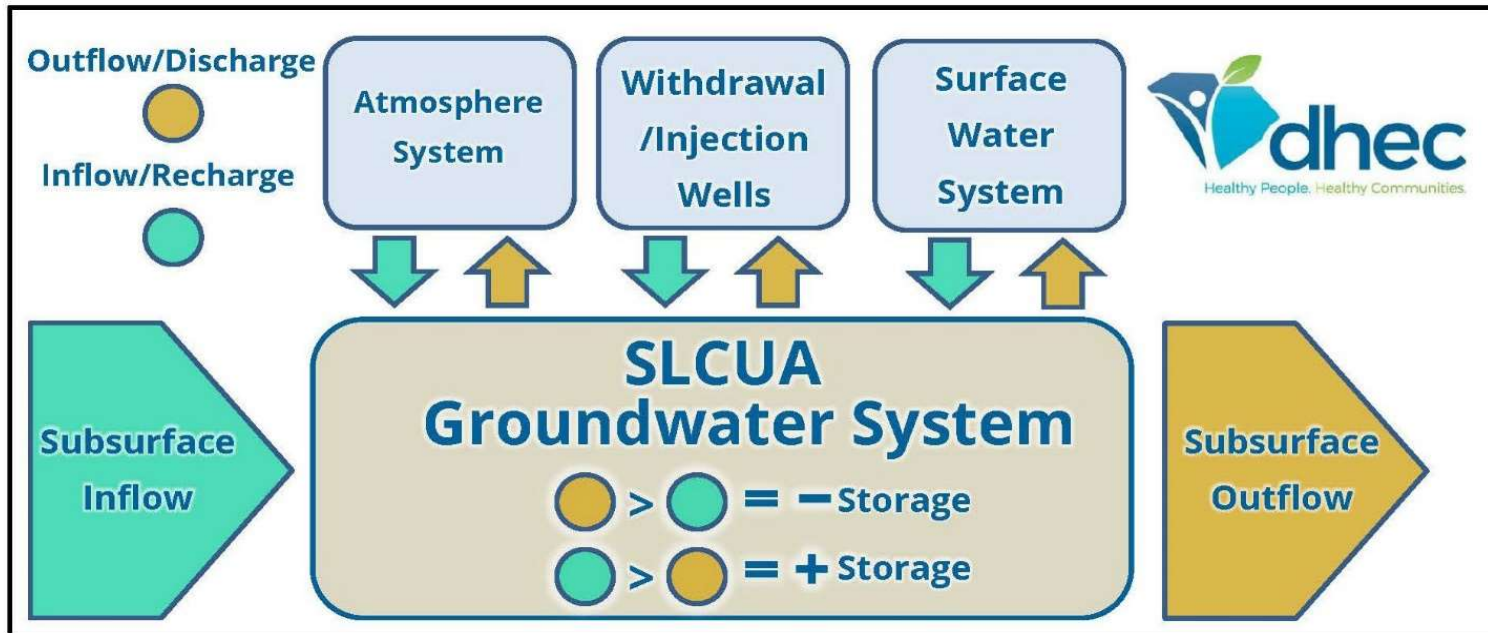 Outflow/Discharge
Inflow/Recharge
Atmosphere
System
Withdrawal
/Injection
Wells
Surface
Water
System
dhec
Healthy People. Healthy Communities.
Subsurface
Inflow
SLCUA
Groundwater System
> = - Storage
> = + Storage
Subsurface
Outflow